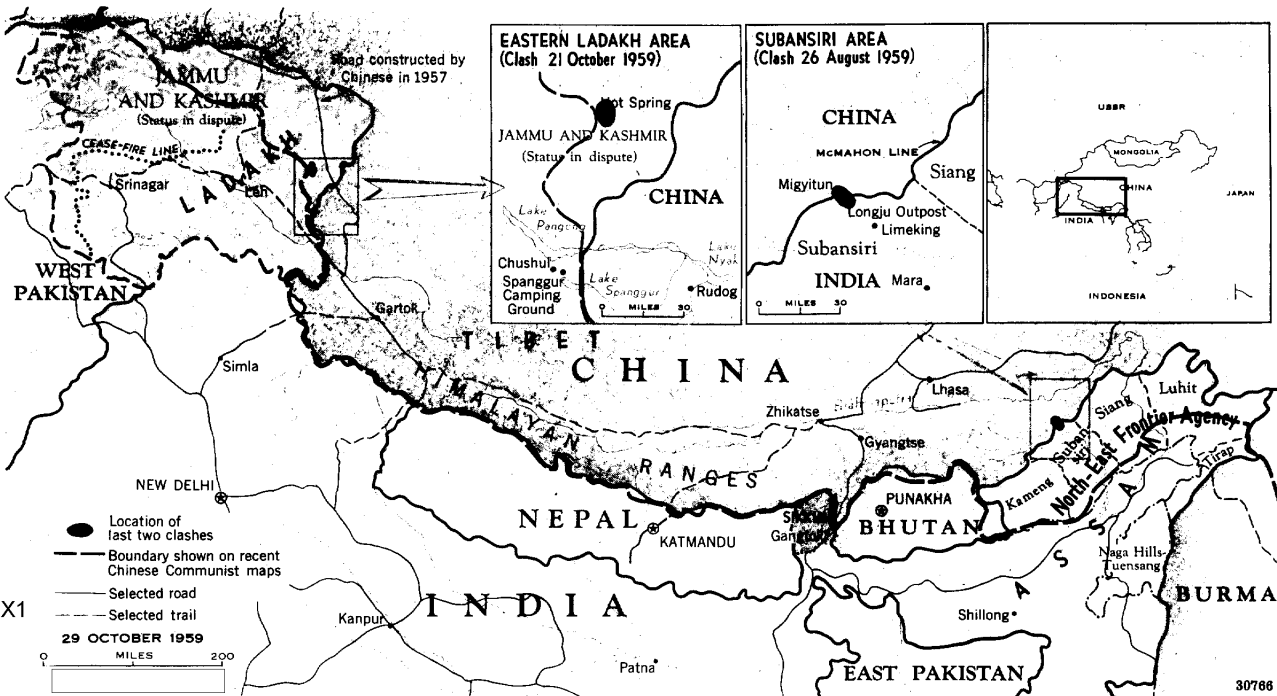 Road constructed by
Chinese in 1957
JAMMU
AND KASHMIR
(Status in dispute)
CEASE-FIRE LINE
LADAKH
Srinagar
Leh
WEST
PAKISTAN
Gartok
Simla
TIBET
CHINA
HIMALAYAN
RANGES
Zhikatse
Lhasa
Gyangtse
NEW DELHI
NEPAL
KATMANDU
Sikkim
Gangtok
PUNAKHA
BHUTAN
Kameng
Subansiri
Siang
Luhit
North-East Frontier Agency
Tirap
ASSAM
Naga Hills-
Tuensang
BURMA
Shillong
INDIA
Kanpur
Patna
EAST PAKISTAN
EASTERN LADAKH AREA
(Clash 21 October 1959)
Hot Spring
JAMMU AND KASHMIR
(Status in dispute)
CHINA
Lake
Pangong
Lake
Nyak
Chushul
Spanggur
Camping
Ground
Lake
Spanggur
Rudog
0 MILES 30
SUBANSIRI AREA
(Clash 26 August 1959)
CHINA
MCMAHON LINE
Siang
Migyitun
Longju Outpost
Limeking
Subansiri
INDIA
Mara
0 MILES 30
USSR
MONGOLIA
CHINA
JAPAN
INDIA
INDONESIA
Location of
last two clashes
Boundary shown on recent
Chinese Communist maps
Selected road
Selected trail
X1
29 OCTOBER 1959
MILES
0 200
30766